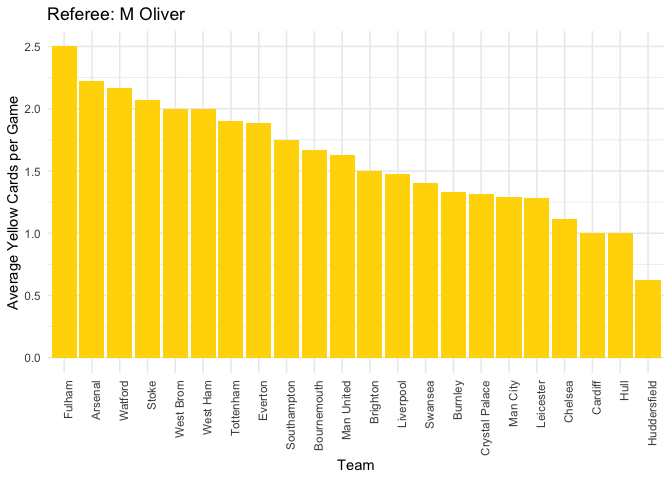 Referee: M Oliver
Average Yellow Cards per Game
2.5
2.0
1.5
1.0
0.5
0.0
Fulham
Arsenal
Watford
Stoke
West Brom
West Ham
Tottenham
Everton
Southampton
Bournemouth
Man United
Brighton
Liverpool
Swansea
Burnley
Crystal Palace
Man City
Leicester
Chelsea
Cardiff
Hull
Huddersfield
Team